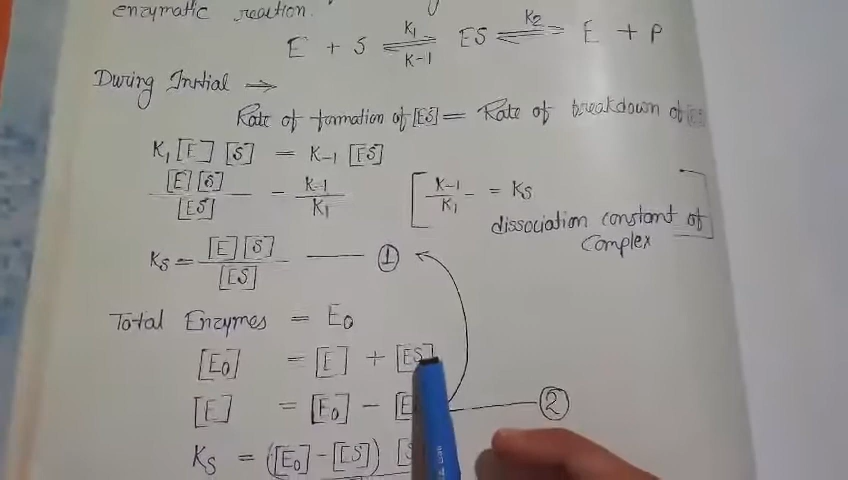 enzymatic reaction.
E + S ⇌ ES ⇌ E + P
K1 K-1 K2
During Initial →
Rate of formation of [ES] = Rate of breakdown of
K1 [E] [S] = K-1 [ES]
[E][S] / [ES] - K-1 / K1 [ K-1 / K1 = Ks
dissociation constant of
Complex ]
Ks = [E][S] / [ES] —— 1
Total Enzymes = E0
[E0] = [E] + [ES]
[E] = [E0] - [E —— 2
Ks = ([E0] - [ES]) [S